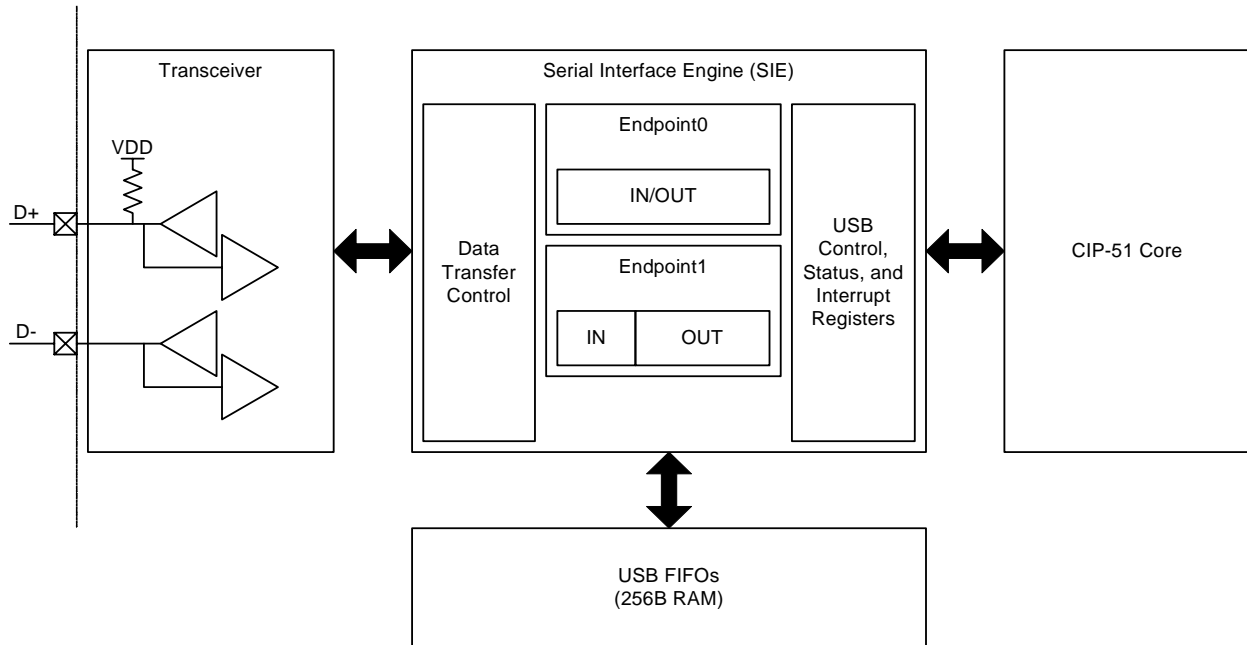 Transceiver
VDD
D+
D-
Serial Interface Engine (SIE)
Data
Transfer
Control
Endpoint0
IN/OUT
Endpoint1
IN
OUT
USB
Control,
Status, and
Interrupt
Registers
CIP-51 Core
USB FIFOs
(256B RAM)